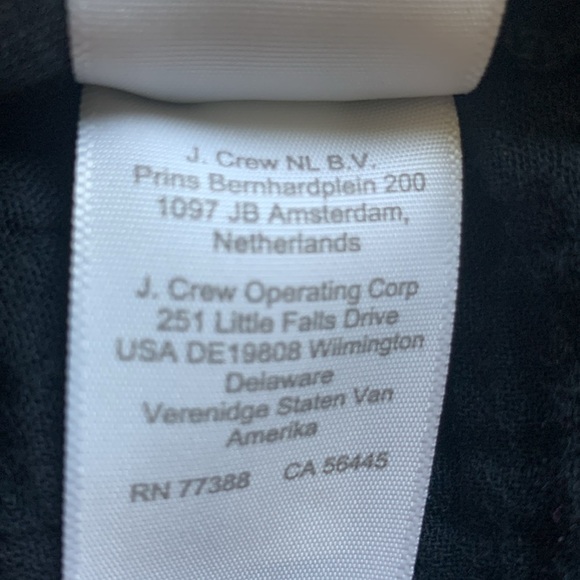 J. Crew NL B.V.
Prins Bernhardplein 200
1097 JB Amsterdam,
Netherlands
J. Crew Operating Corp
251 Little Falls Drive
USA DE19808 Wilmington
Delaware
Verenidge Staten Van
Amerika
RN 77388 CA 56445